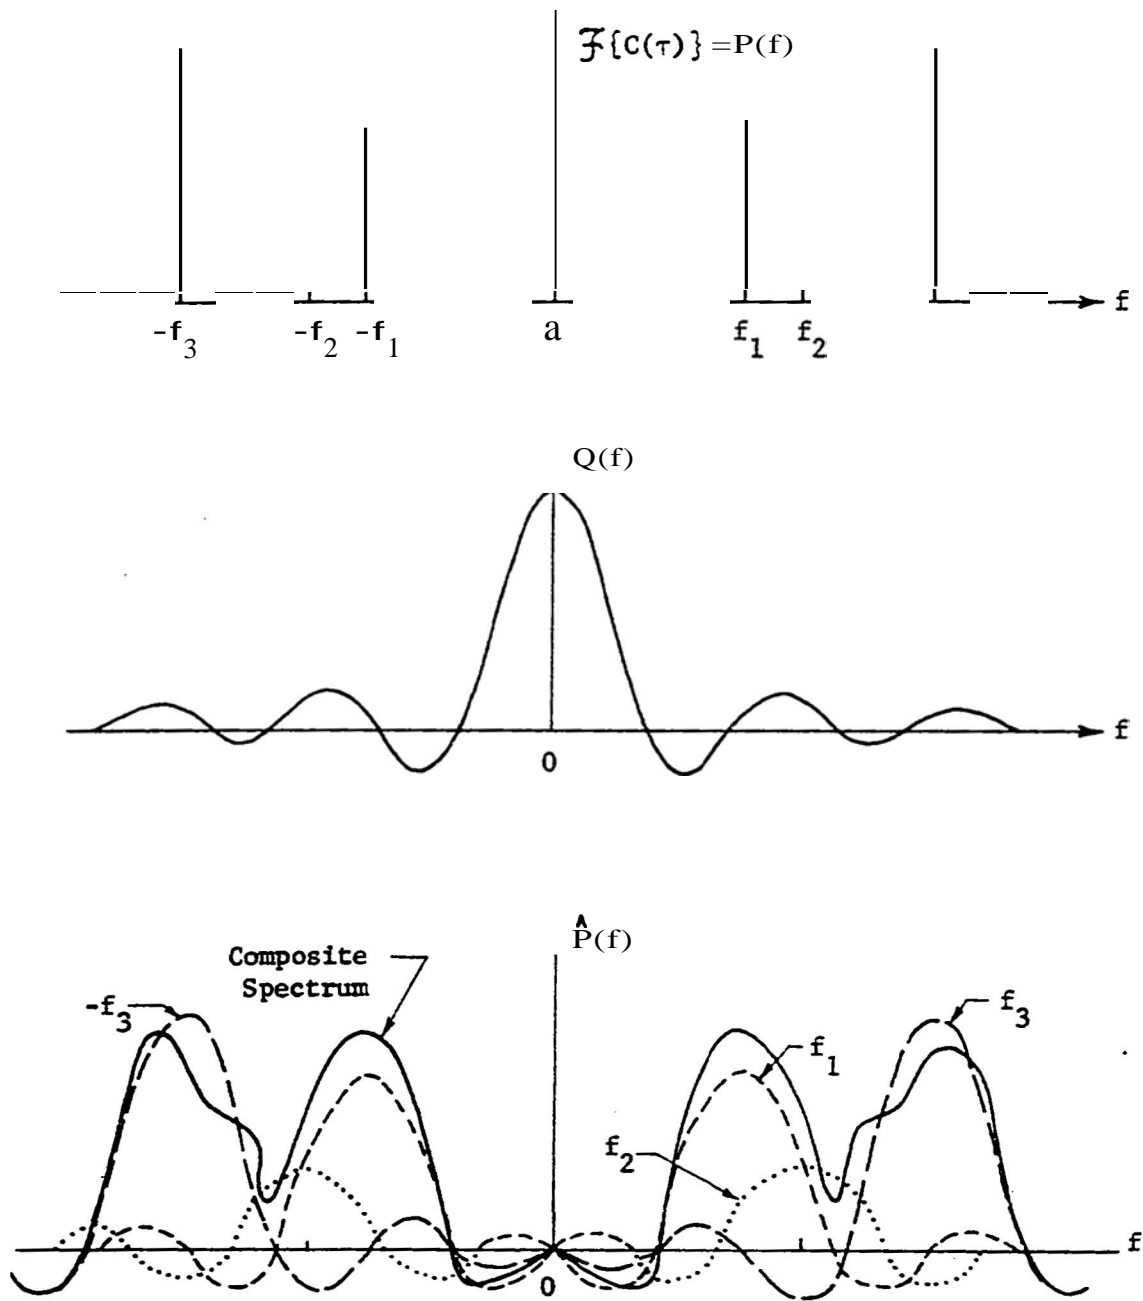 ℱ{C(τ)} =P(f)
-f₃ -f₂ -f₁ a f₁ f₂ f
Q(f)
0 f
P̂(f)
Composite
Spectrum
-f₃
f₃
f₁
f₂
0 f